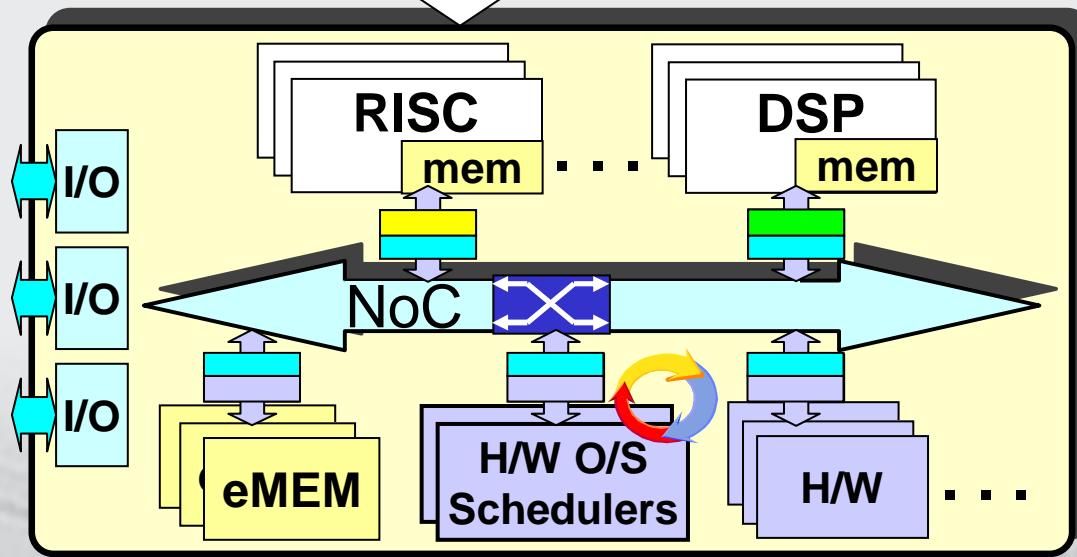 RISC
mem
. . .
DSP
mem
I/O
I/O
I/O
NoC
eMEM
H/W O/S
Schedulers
H/W
. . .